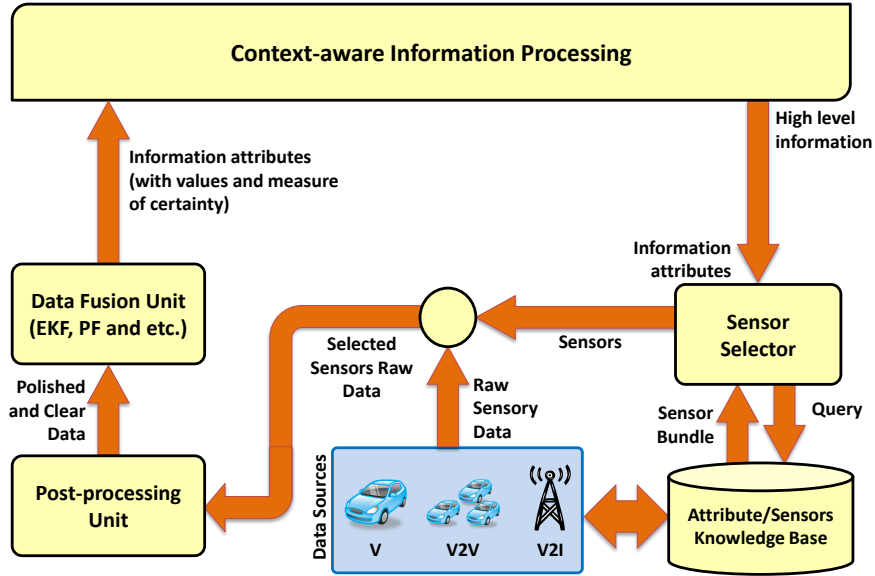 Context-aware Information Processing
High level
information
Information attributes
(with values and measure
of certainty)
Information
attributes
Data Fusion Unit
(EKF, PF and etc.)
Sensor
Selector
Sensors
Selected
Sensors Raw
Data
Raw
Sensory
Data
Polished
and Clear
Data
Sensor
Bundle
Query
Post-processing
Unit
Data Sources
V
V2V
V2I
Attribute/Sensors
Knowledge Base